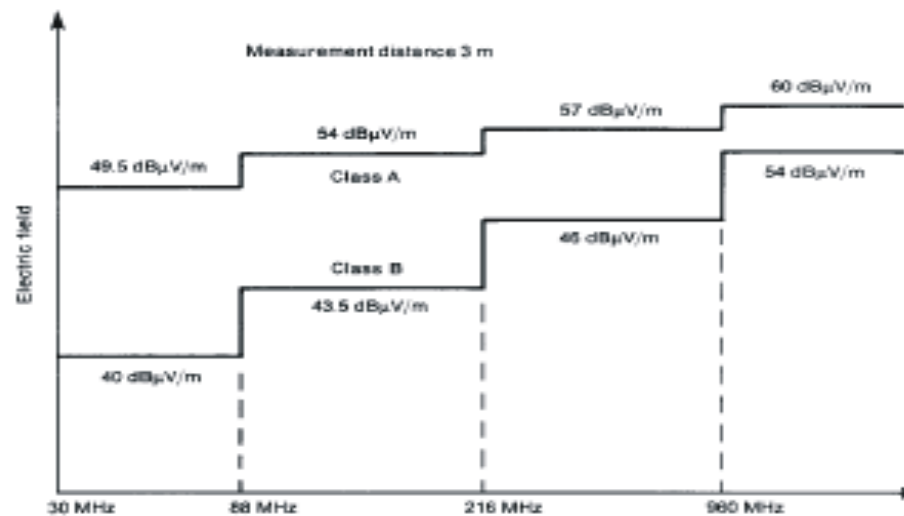 Measurement distance 3 m
60 dBµV/m
57 dBµV/m
54 dBµV/m
49.5 dBµV/m
Class A
54 dBµV/m
46 dBµV/m
Class B
43.5 dBµV/m
40 dBµV/m
Electric field
30 MHz
88 MHz
216 MHz
960 MHz